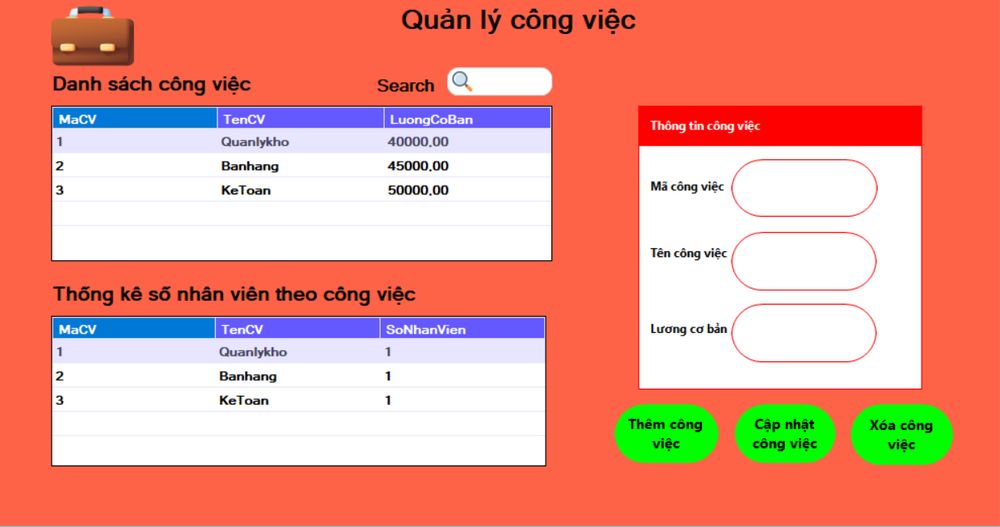 Quản lý công việc
Danh sách công việc
Search
MaCV TenCV LuongCoBan
1 Quanlykho 40000,00
2 Banhang 45000,00
3 KeToan 50000,00
Thống kê số nhân viên theo công việc
MaCV TenCV SoNhanVien
1 Quanlykho 1
2 Banhang 1
3 KeToan 1
Thông tin công việc
Mã công việc
Tên công việc
Lương cơ bản
Thêm công
việc
Cập nhật
công việc
Xóa công
việc